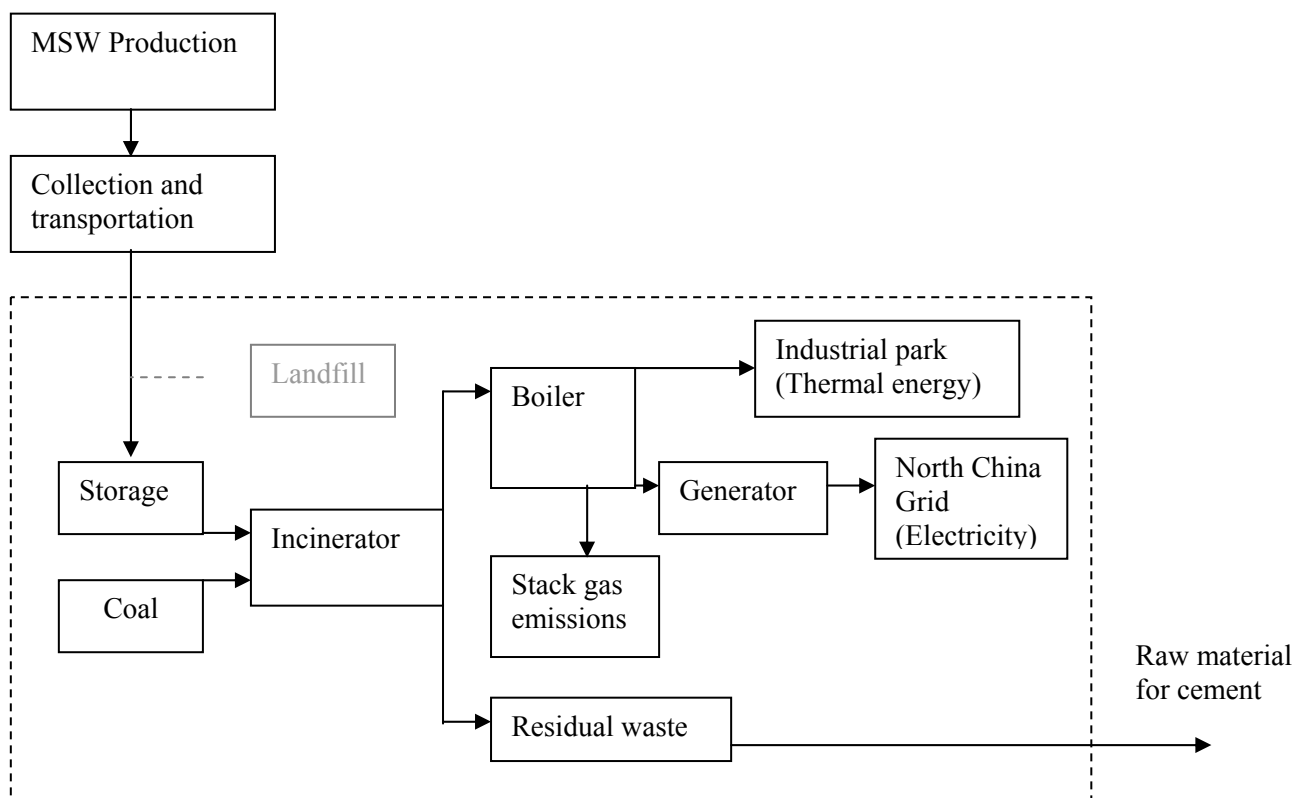 MSW Production
Collection and
transportation
Landfill
Industrial park
(Thermal energy)
Boiler
Storage
Generator
North China
Grid
(Electricity)
Incinerator
Coal
Stack gas
emissions
Raw material
for cement
Residual waste